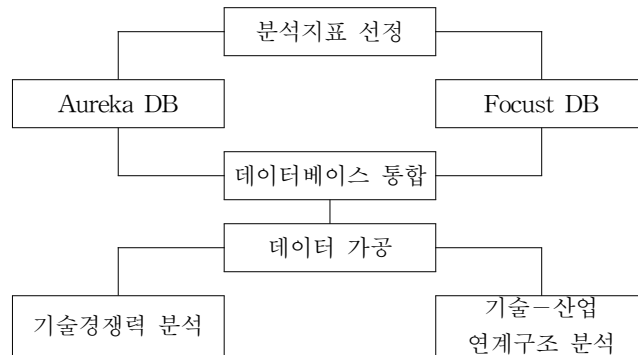 분석지표 선정
Aureka DB
Focust DB
데이터베이스 통합
데이터 가공
기술경쟁력 분석
기술-산업
연계구조 분석